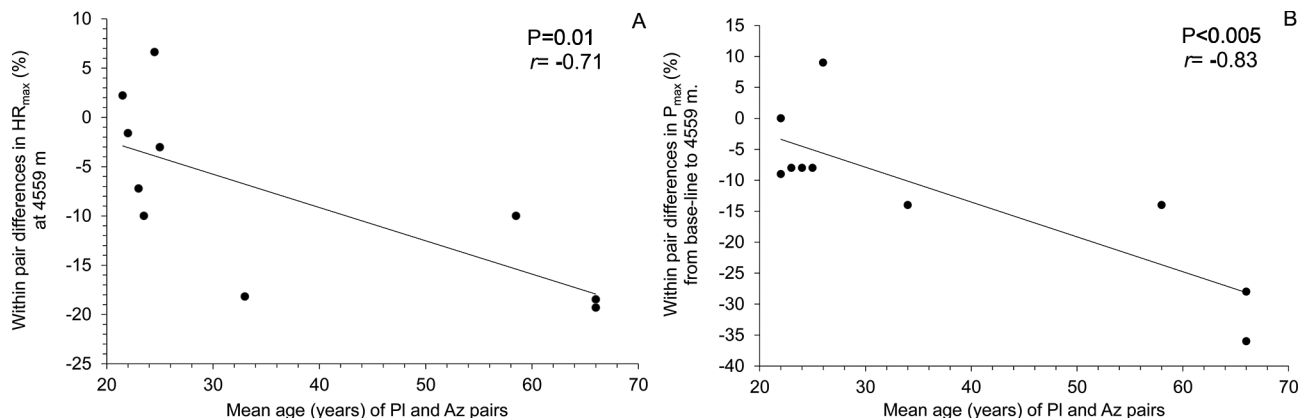 A
P=0.01
r= -0.71
Within pair differences in HRmax (%)
at 4559 m
10
5
0
-5
-10
-15
-20
-25
20
30
40
50
60
70
Mean age (years) of Pl and Az pairs
B
P<0.005
r= -0.83
Within pair differences in Pmax (%)
from base-line to 4559 m.
15
10
5
0
-5
-10
-15
-20
-25
-30
-35
-40
20
30
40
50
60
70
Mean age (years) of Pl and Az pairs